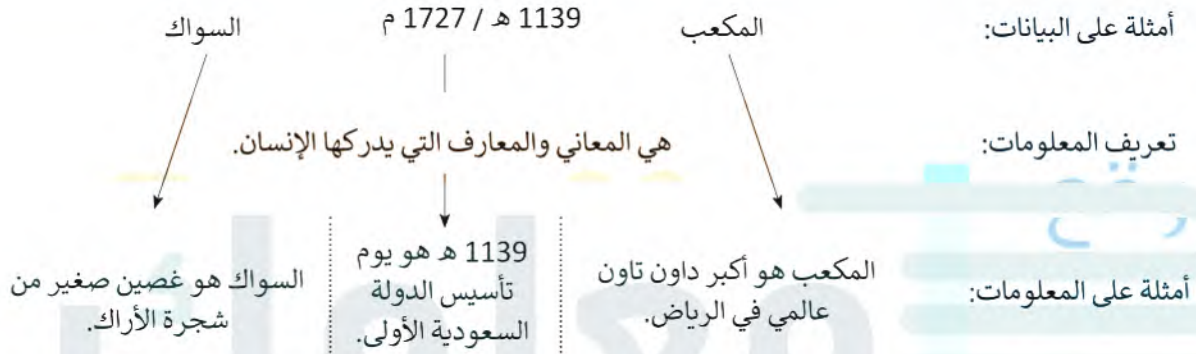 أمثلة على البيانات:
المكعب
1139 هـ / 1727 م
السواك
تعريف المعلومات:
هي المعاني والمعارف التي يدركها الإنسان.
أمثلة على المعلومات:
المكعب هو أكبر داون تاون
عالمي في الرياض.
1139 هـ هو يوم
تأسيس الدولة
السعودية الأولى.
السواك هو غصين صغير من
شجرة الأراك.